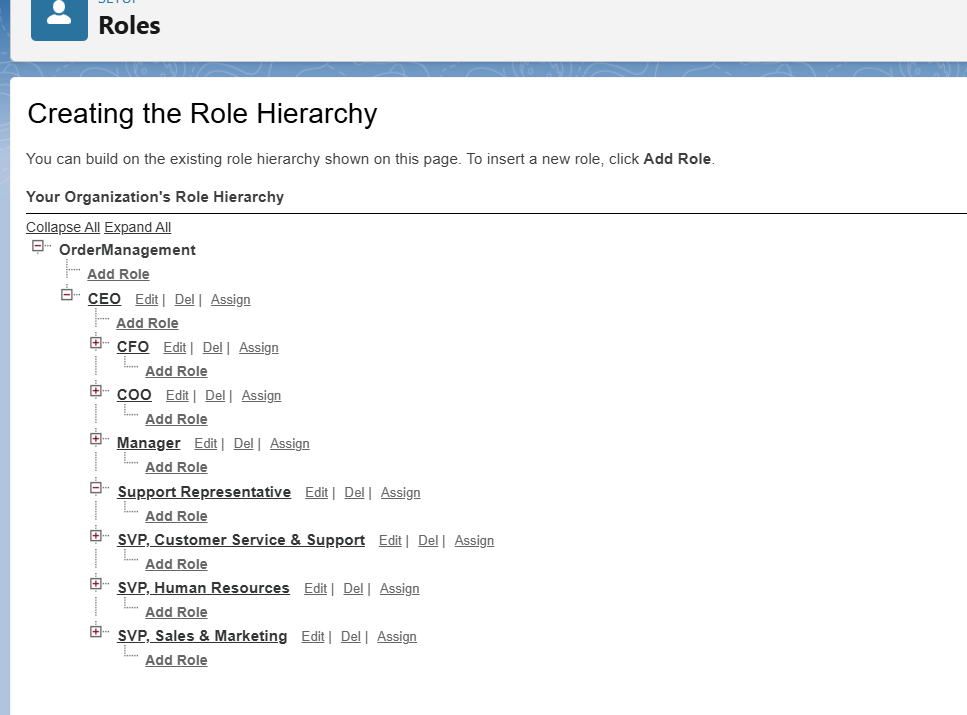 SETUP
Roles
Creating the Role Hierarchy
You can build on the existing role hierarchy shown on this page. To insert a new role, click Add Role.
Your Organization's Role Hierarchy
Collapse All Expand All
OrderManagement
Add Role
CEO Edit | Del | Assign
Add Role
CFO Edit | Del | Assign
Add Role
COO Edit | Del | Assign
Add Role
Manager Edit | Del | Assign
Add Role
Support Representative Edit | Del | Assign
Add Role
SVP, Customer Service & Support Edit | Del | Assign
Add Role
SVP, Human Resources Edit | Del | Assign
Add Role
SVP, Sales & Marketing Edit | Del | Assign
Add Role